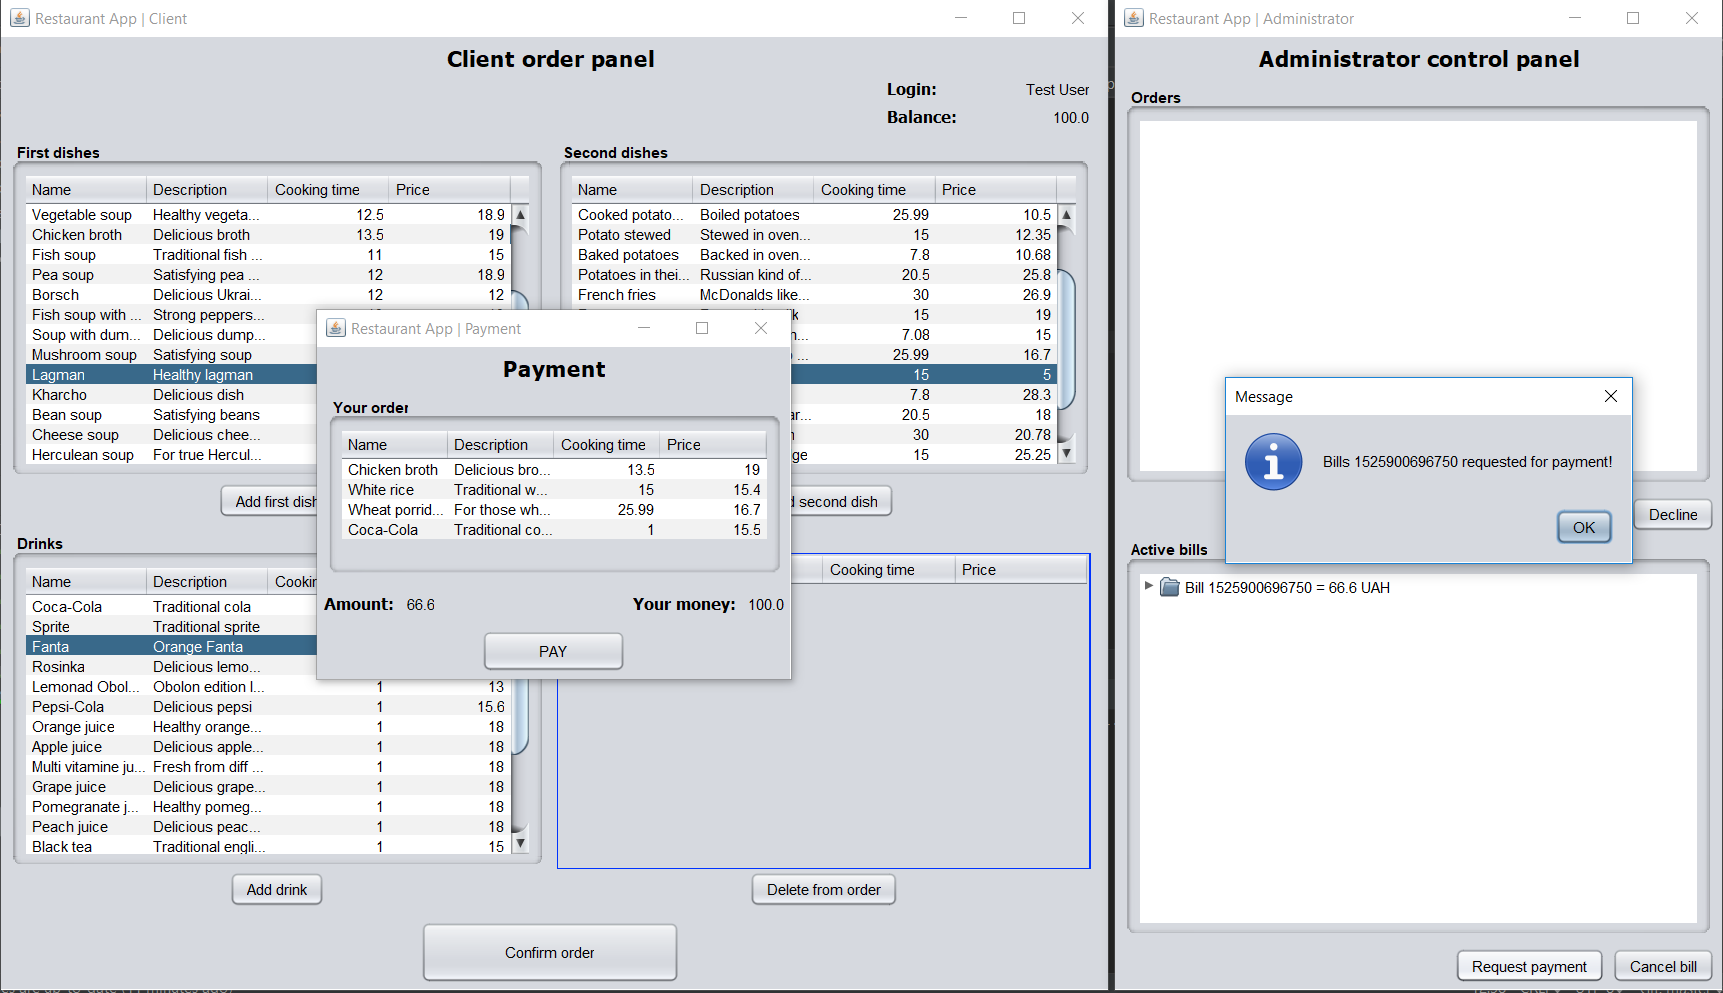 Restaurant App | Client
Client order panel
Login: Test User
Balance: 100.0
First dishes
Name Description Cooking time Price
Vegetable soup Healthy vegeta... 12.5 18.9
Chicken broth Delicious broth 13.5 19
Fish soup Traditional fish ... 11 15
Pea soup Satisfying pea ... 12 18.9
Borsch Delicious Ukrai... 12 12
Fish soup with ... Strong peppers...
Soup with dum... Delicious dump...
Mushroom soup Satisfying soup
Lagman Healthy lagman
Kharcho Delicious dish
Bean soup Satisfying beans
Cheese soup Delicious chee...
Herculean soup For true Hercul...
Add first dish
Second dishes
Name Description Cooking time Price
Cooked potato... Boiled potatoes 25.99 10.5
Potato stewed Stewed in oven... 15 12.35
Baked potatoes Backed in oven... 7.8 10.68
Potatoes in thei... Russian kind of... 20.5 25.8
French fries McDonalds like... 30 26.9
15 19
7.08 15
25.99 16.7
15 5
7.8 28.3
20.5 18
30 20.78
15 25.25
second dish
Drinks
Name Description
Coca-Cola Traditional cola
Sprite Traditional sprite
Fanta Orange Fanta
Rosinka Delicious lemo...
Lemonad Obol... Obolon edition l... 1 13
Pepsi-Cola Delicious pepsi 1 15.6
Orange juice Healthy orange... 1 18
Apple juice Delicious apple... 1 18
Multi vitamine ju... Fresh from diff ... 1 18
Grape juice Delicious grape... 1 18
Pomegranate j... Healthy pomeg... 1 18
Peach juice Delicious peac... 1 18
Black tea Traditional engli... 1 15
Add drink
Cooking time Price
Delete from order
Confirm order
Restaurant App | Payment
Payment
Your order
Name Description Cooking time Price
Chicken broth Delicious bro... 13.5 19
White rice Traditional w... 15 15.4
Wheat porrid... For those wh... 25.99 16.7
Coca-Cola Traditional co... 1 15.5
Amount: 66.6 Your money: 100.0
PAY
Restaurant App | Administrator
Administrator control panel
Orders
Decline
Message
Bills 1525900696750 requested for payment!
OK
Active bills
Bill 1525900696750 = 66.6 UAH
Request payment Cancel bill